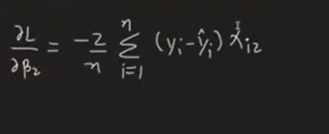 ∂L/∂β₂ = -2/n Σ_{i=1}^{n} (yᵢ - ŷᵢ) xᵢ₂